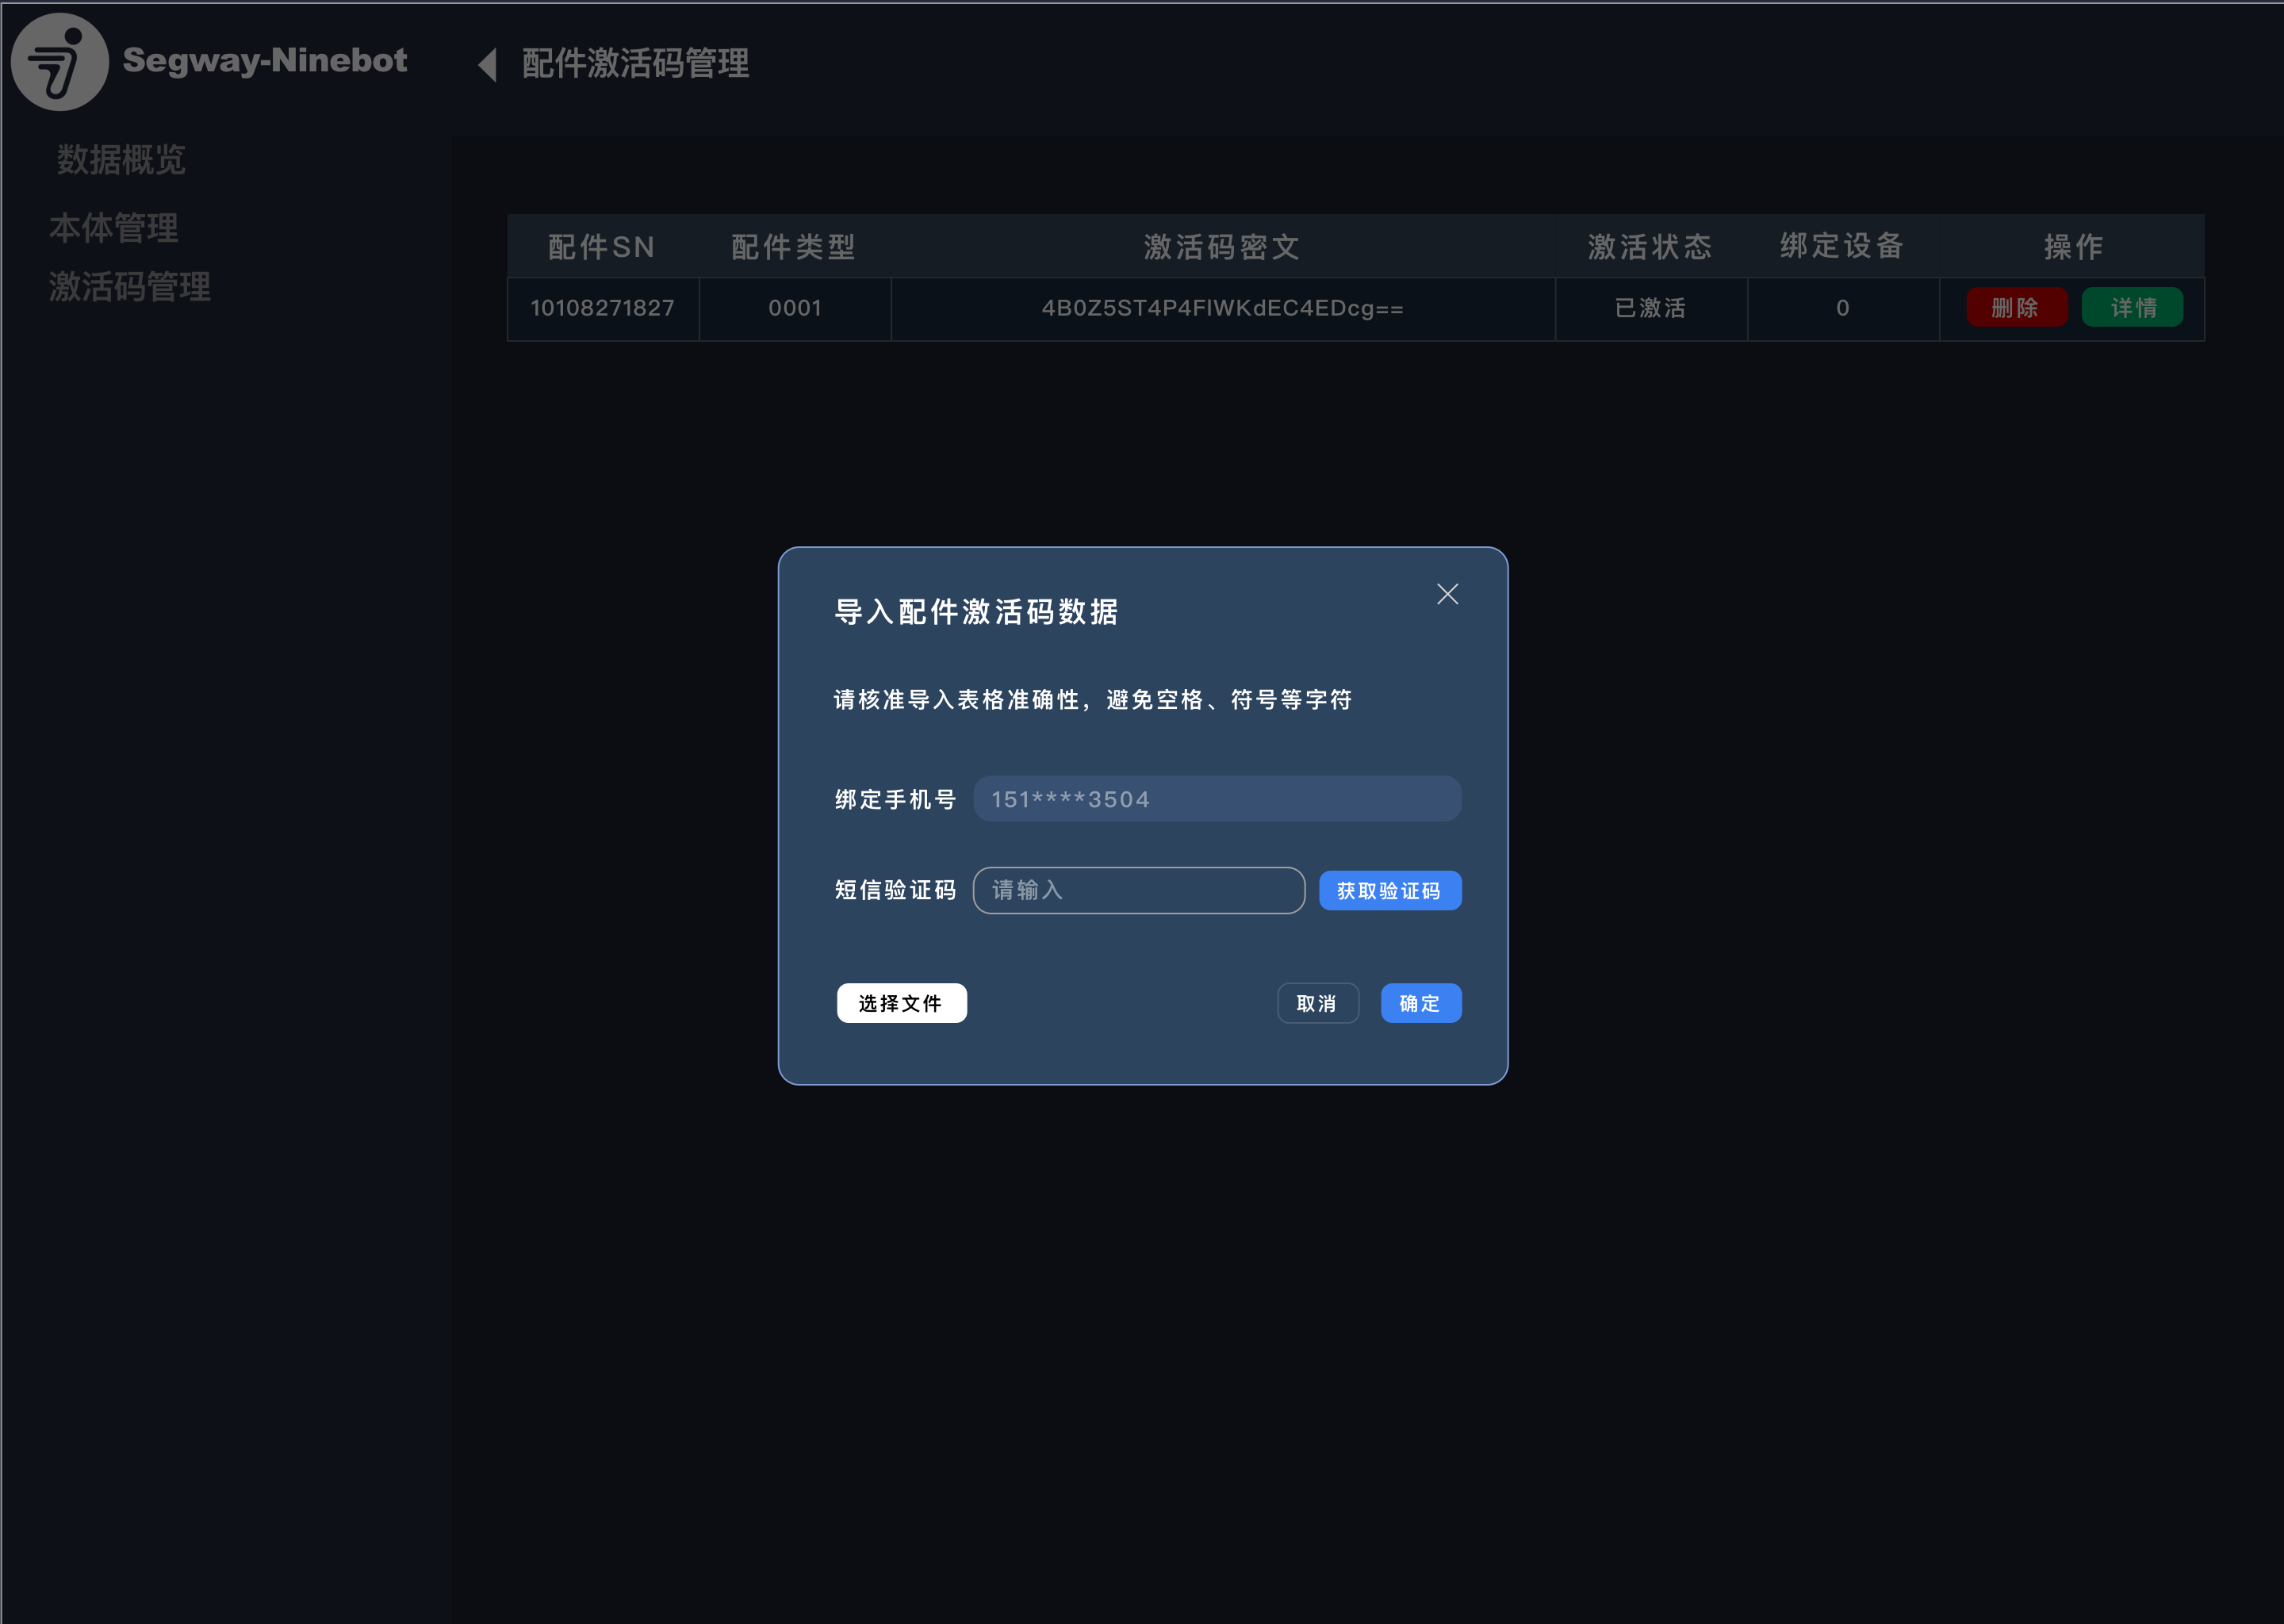 Segway-Ninebot
配件激活码管理
数据概览
本体管理
激活码管理
配件SN 配件类型 激活码密文 激活状态 绑定设备 操作
10108271827 0001 4B0Z5ST4P4FlWKdEC4EDcg== 已激活 0 删除 详情
导入配件激活码数据
请核准导入表格准确性，避免空格、符号等字符
绑定手机号 151****3504
短信验证码 请输入 获取验证码
选择文件 取消 确定